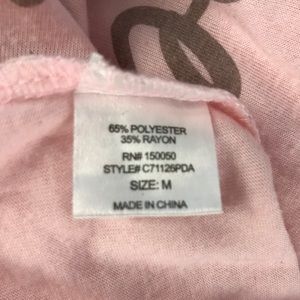 65% POLYESTER
35% RAYON
RN# 150050
STYLE# C71126PDA
SIZE: M
MADE IN CHINA